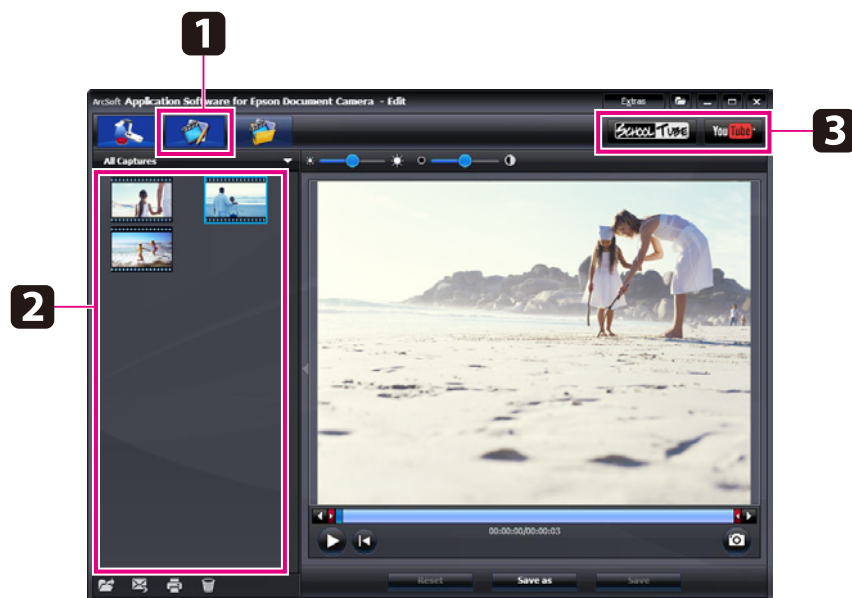 1
ArcSoft Application Software for Epson Document Camera - Edit
Extras
SCHOOL TUBE
YouTube
3
All Captures
2
00:00:00/00:00:03
Reset
Save as
Save